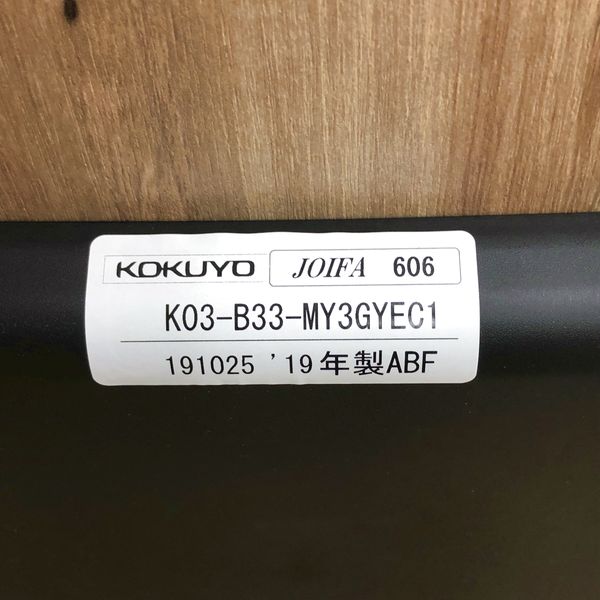 KOKUYO JOIFA 606
K03-B33-MY3GYEC1
191025 '19年製ABF